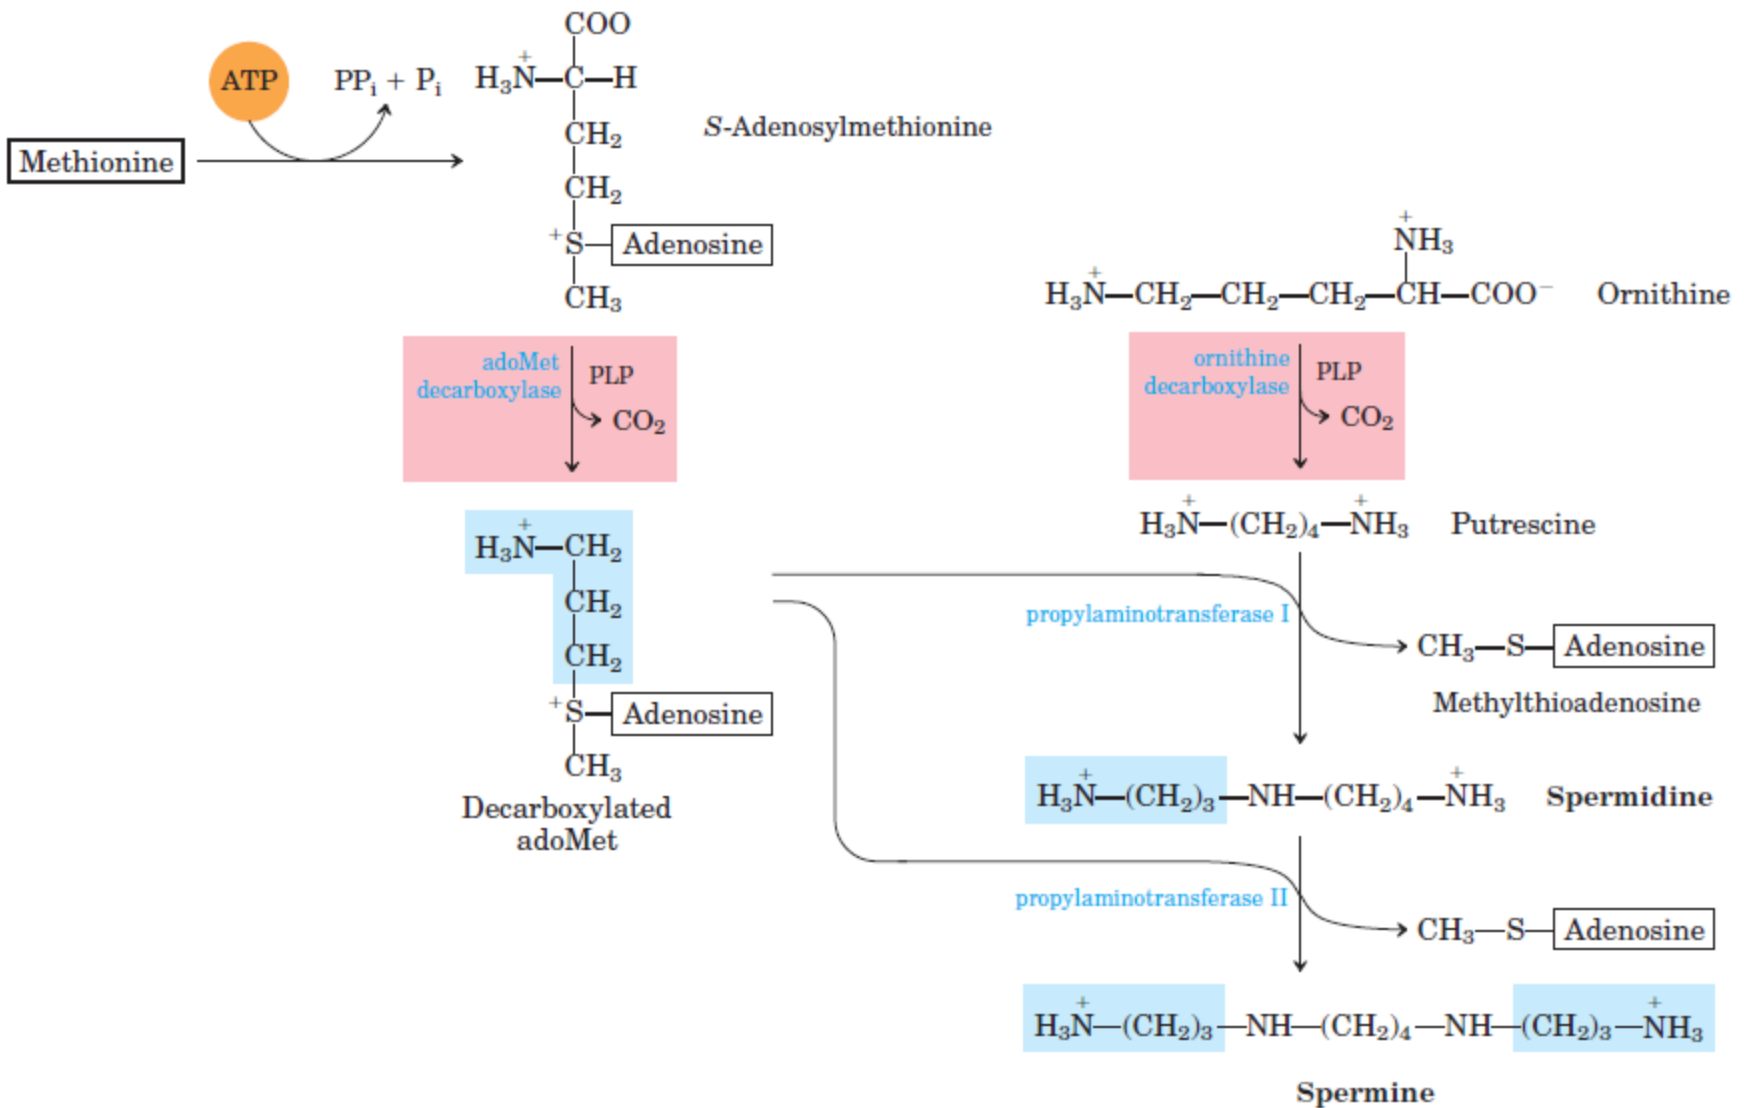 COO
ATP
PPi + Pi
H3N+—C—H
CH2
S-Adenosylmethionine
Methionine
CH2
+S—Adenosine
CH3
+NH3
H3N+—CH2—CH2—CH2—CH—COO− Ornithine
adoMet
decarboxylase
PLP
CO2
ornithine
decarboxylase
PLP
CO2
H3N+—(CH2)4—N+H3 Putrescine
H3N+—CH2
CH2
CH2
+S—Adenosine
CH3
Decarboxylated
adoMet
propylaminotransferase I
CH3—S—Adenosine
Methylthioadenosine
H3N+—(CH2)3—NH—(CH2)4—N+H3 Spermidine
propylaminotransferase II
CH3—S—Adenosine
H3N+—(CH2)3—NH—(CH2)4—NH—(CH2)3—N+H3
Spermine